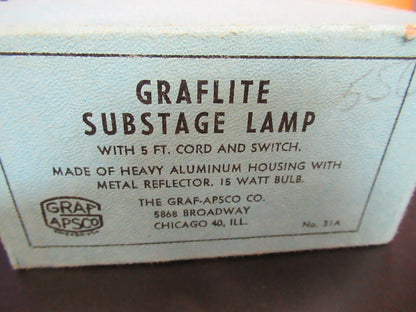 GRAFLITE
SUBSTAGE LAMP
WITH 5 FT. CORD AND SWITCH.
MADE OF HEAVY ALUMINUM HOUSING WITH
METAL REFLECTOR, 15 WATT BULB.
THE GRAF-APSCO CO.
5868 BROADWAY
CHICAGO 40, ILL.
No. 31A
GRAF
APSCO